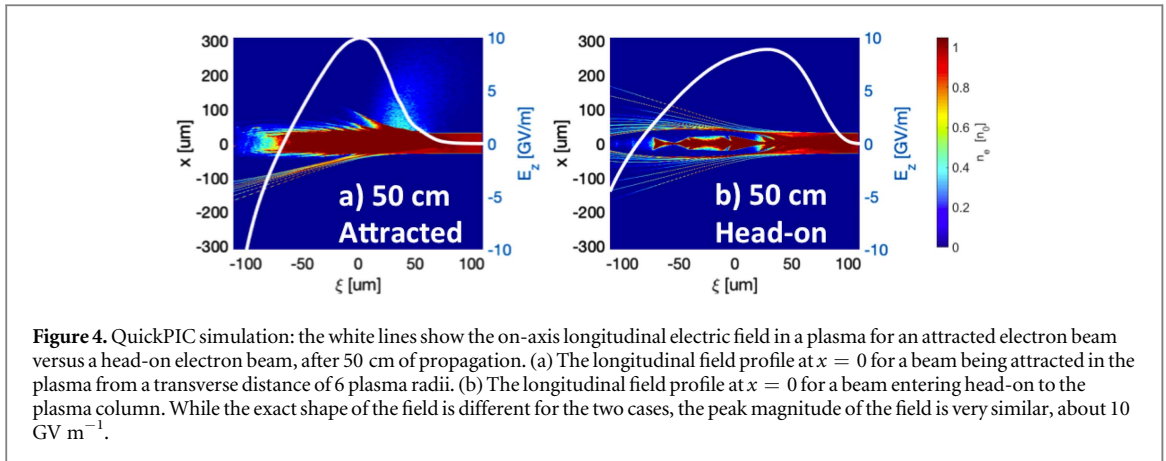 300
200
100
0
-100
-200
-300
x [um]
-100 -50 0 50 100
ξ [um]
10
5
0
-5
-10
E_z [GV/m]
a) 50 cm
Attracted
300
200
100
0
-100
-200
-300
x [um]
-100 -50 0 50 100
ξ [um]
10
5
0
-5
-10
E_z [GV/m]
b) 50 cm
Head-on
1
0.8
0.6
0.4
0.2
0
n_e [n_0]
Figure 4. QuickPIC simulation: the white lines show the on-axis longitudinal electric field in a plasma for an attracted electron beam
versus a head-on electron beam, after 50 cm of propagation. (a) The longitudinal field profile at x = 0 for a beam being attracted in the
plasma from a transverse distance of 6 plasma radii. (b) The longitudinal field profile at x = 0 for a beam entering head-on to the
plasma column. While the exact shape of the field is different for the two cases, the peak magnitude of the field is very similar, about 10
GV m⁻¹.